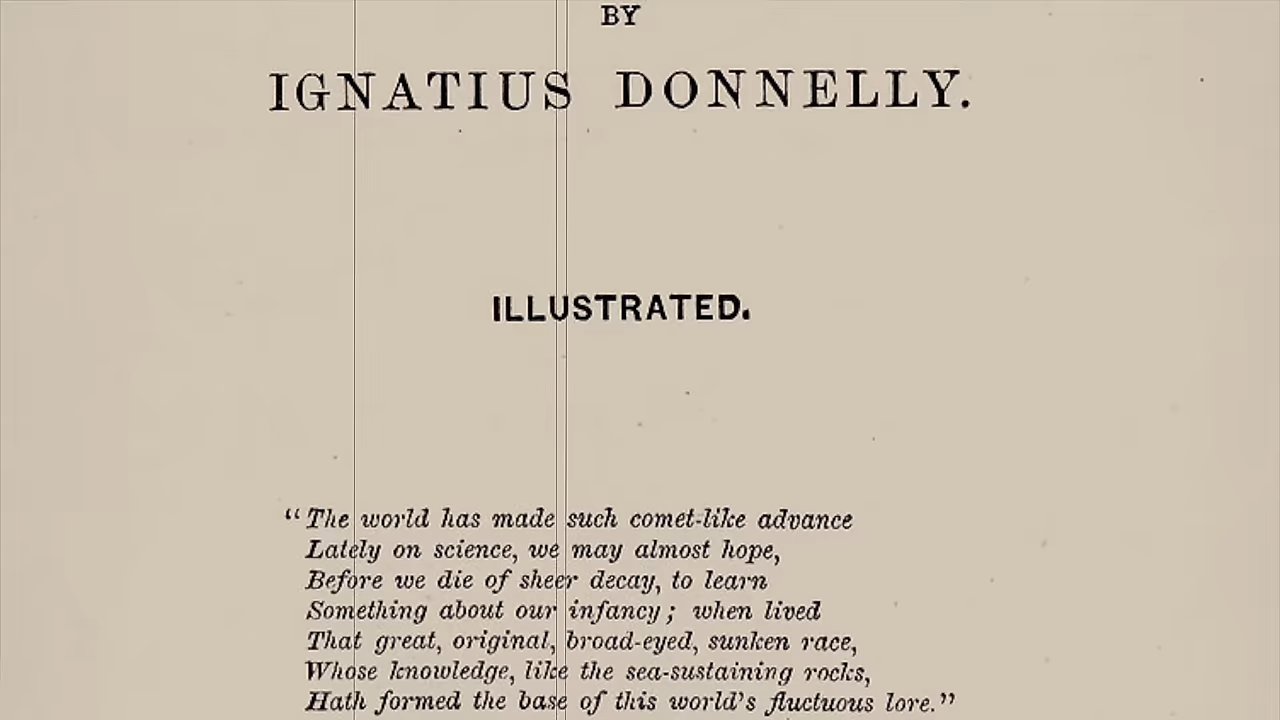 BY
IGNATIUS DONNELLY.
ILLUSTRATED.
“The world has made such comet-like advance
Lately on science, we may almost hope,
Before we die of sheer decay, to learn
Something about our infancy; when lived
That great, original, broad-eyed, sunken race,
Whose knowledge, like the sea-sustaining rocks,
Hath formed the base of this world's fluctuous lore.”